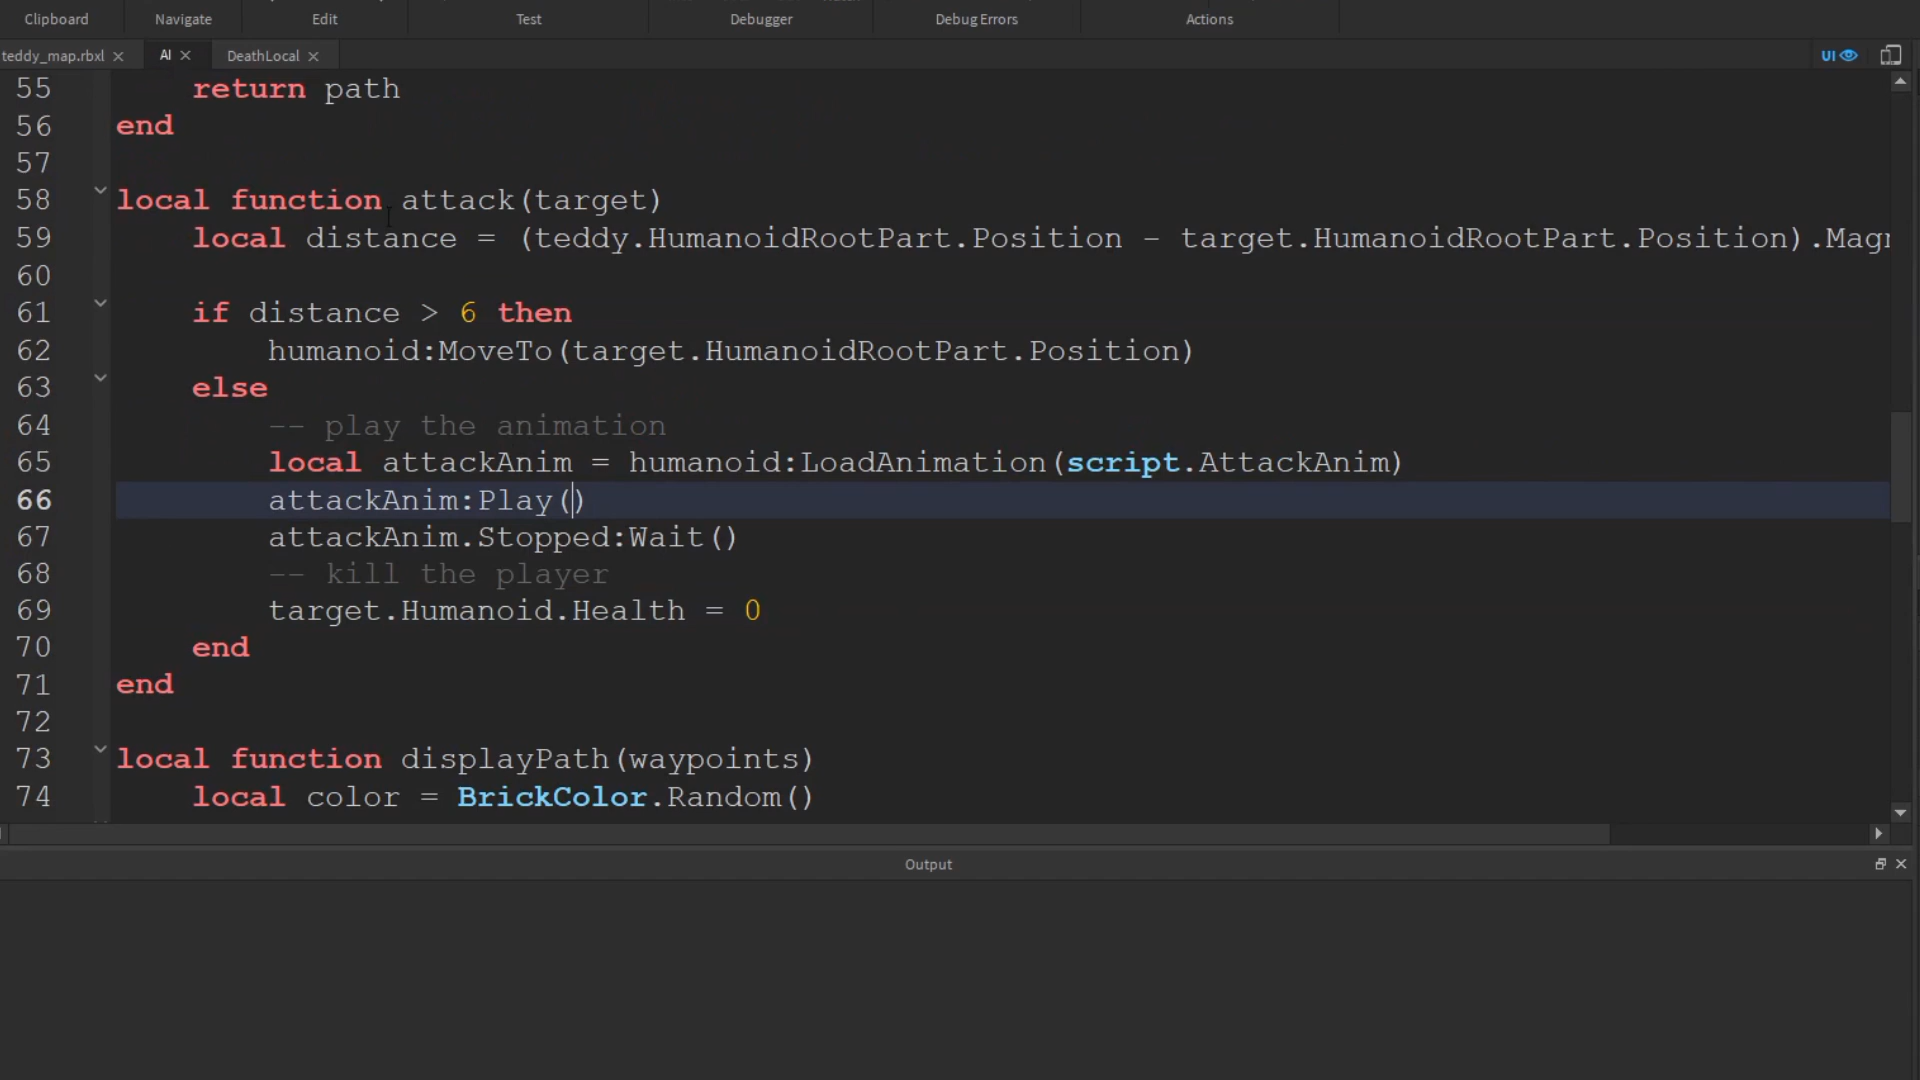 Clipboard Navigate Edit Test Debugger Debug Errors Actions
teddy_map.rbxl AI DeathLocal UI
55 return path
56 end
57
58 local function attack(target)
59 local distance = (teddy.HumanoidRootPart.Position - target.HumanoidRootPart.Position).Magn
60
61 if distance > 6 then
62 humanoid:MoveTo(target.HumanoidRootPart.Position)
63 else
64 -- play the animation
65 local attackAnim = humanoid:LoadAnimation(script.AttackAnim)
66 attackAnim:Play()
67 attackAnim.Stopped:Wait()
68 -- kill the player
69 target.Humanoid.Health = 0
70 end
71 end
72
73 local function displayPath(waypoints)
74 local color = BrickColor.Random()
Output